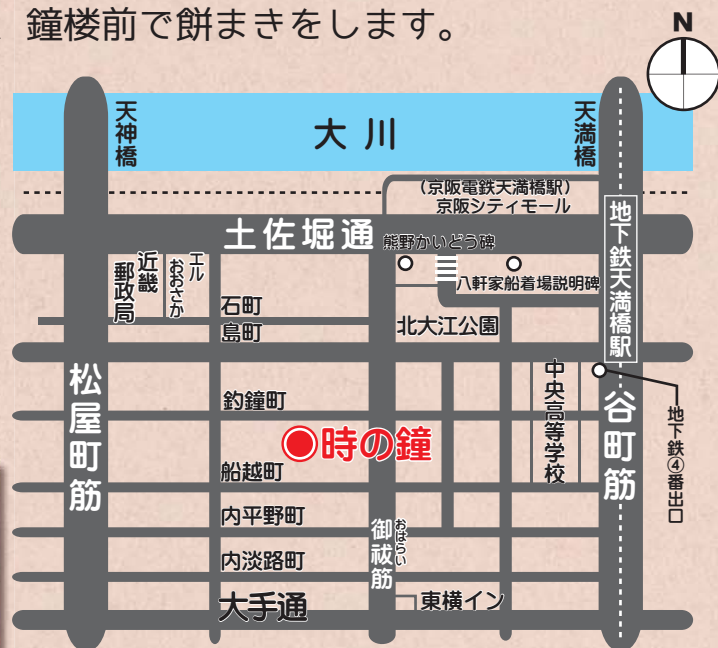 鐘楼前で餅まきをします。
N
天神橋
大川
天満橋
(京阪電鉄天満橋駅)
京阪シティモール
土佐堀通
熊野かいどう碑
地下鉄天満橋駅
エル
おおさか
近畿
郵政局
八軒家船着場説明碑
石町
島町
北大江公園
松屋町筋
釣鐘町
中央高等学校
谷町筋
地下鉄④番出口
時の鐘
船越町
内平野町
御祓筋
おはらい
内淡路町
大手通
東横イン